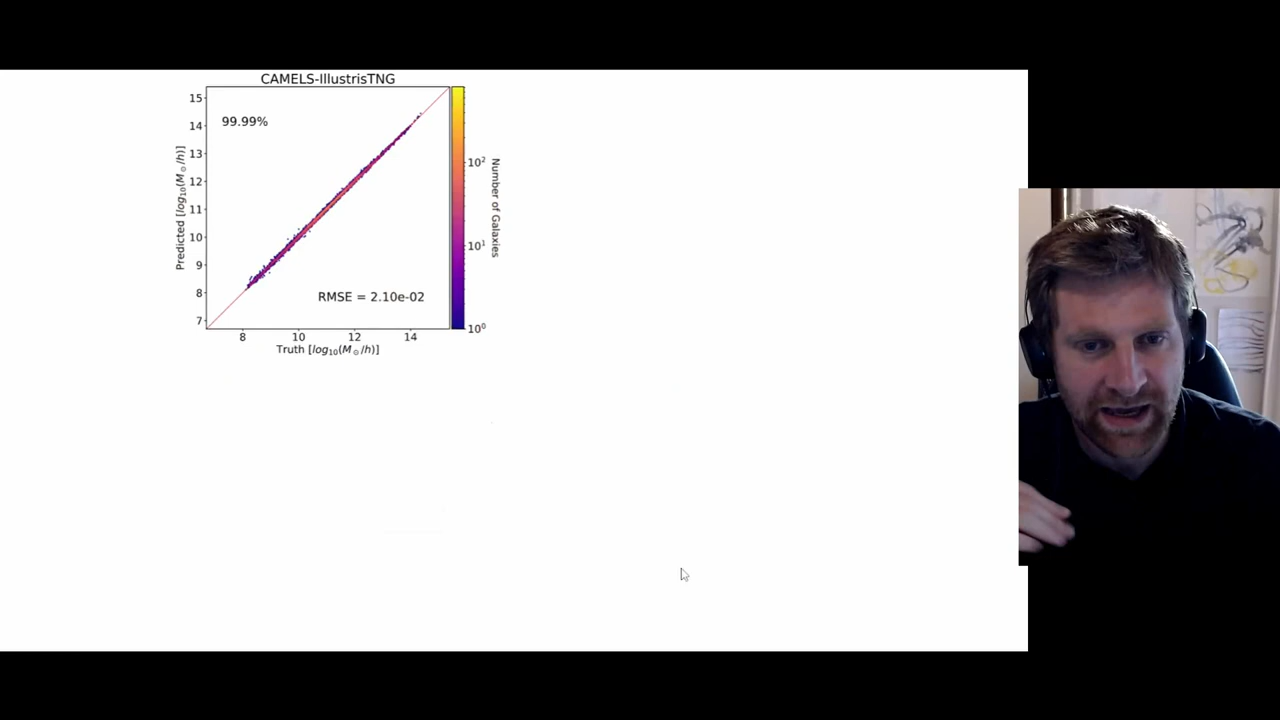 CAMELS-IllustrisTNG
15
14
13
12
11
10
9
8
7
99.99%
RMSE = 2.10e-02
Predicted [log₁₀(M☉/h)]
8 10 12 14
Truth [log₁₀(M☉/h)]
10²
10¹
10⁰
Number of Galaxies